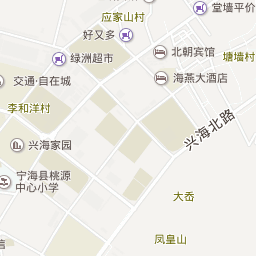 堂墙平价
应家山村
好又多
北朝宾馆
塘墙村
绿洲超市
海燕大酒店
交通·自在城
李和洋村
兴海北路
兴海家园
宁海县桃源
中心小学
大岙
凤凰山
信